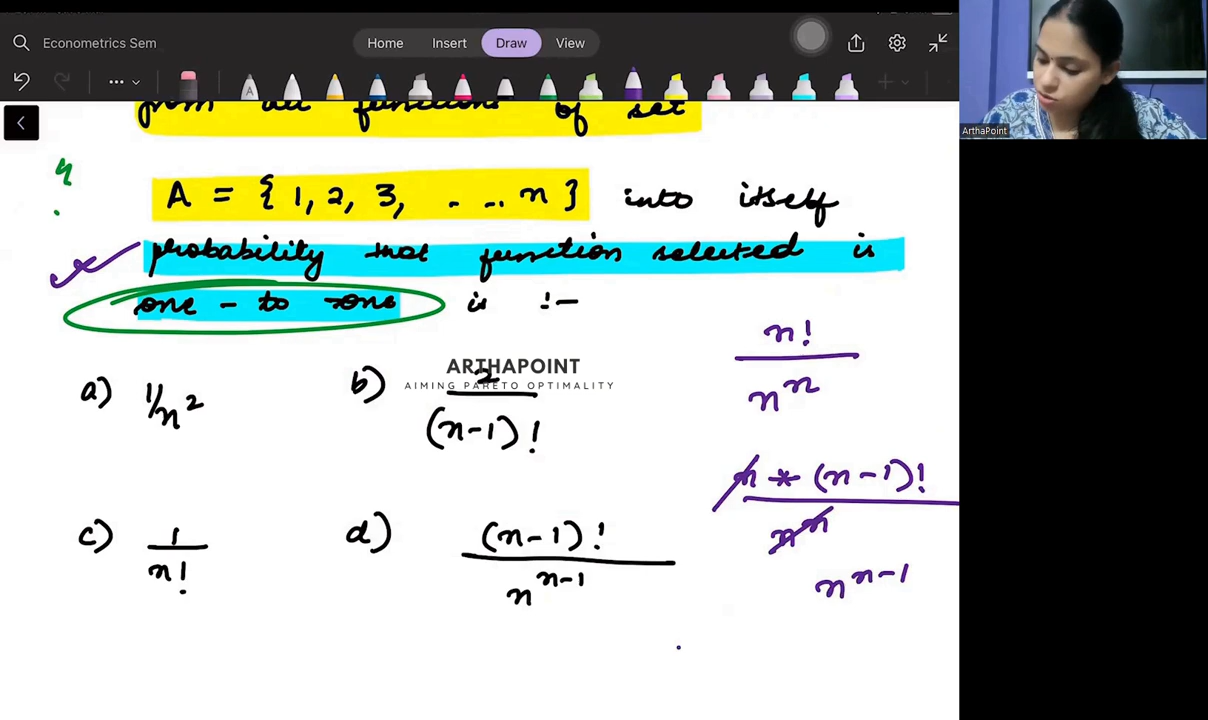 Econometrics Sem
Home Insert Draw View
from all functions of set
A = { 1, 2, 3, . ... n } into itself
probability that function selected is
one - to - one is :-
ARTHAPOINT
AIMING PARETO OPTIMALITY
a) 1/n²
b) 2
(n-1) !
c) 1
n!
d) (n-1) !
n^{n-1}
n!
n^n
n * (n-1)!
n^n
n^{n-1}
ArthaPoint